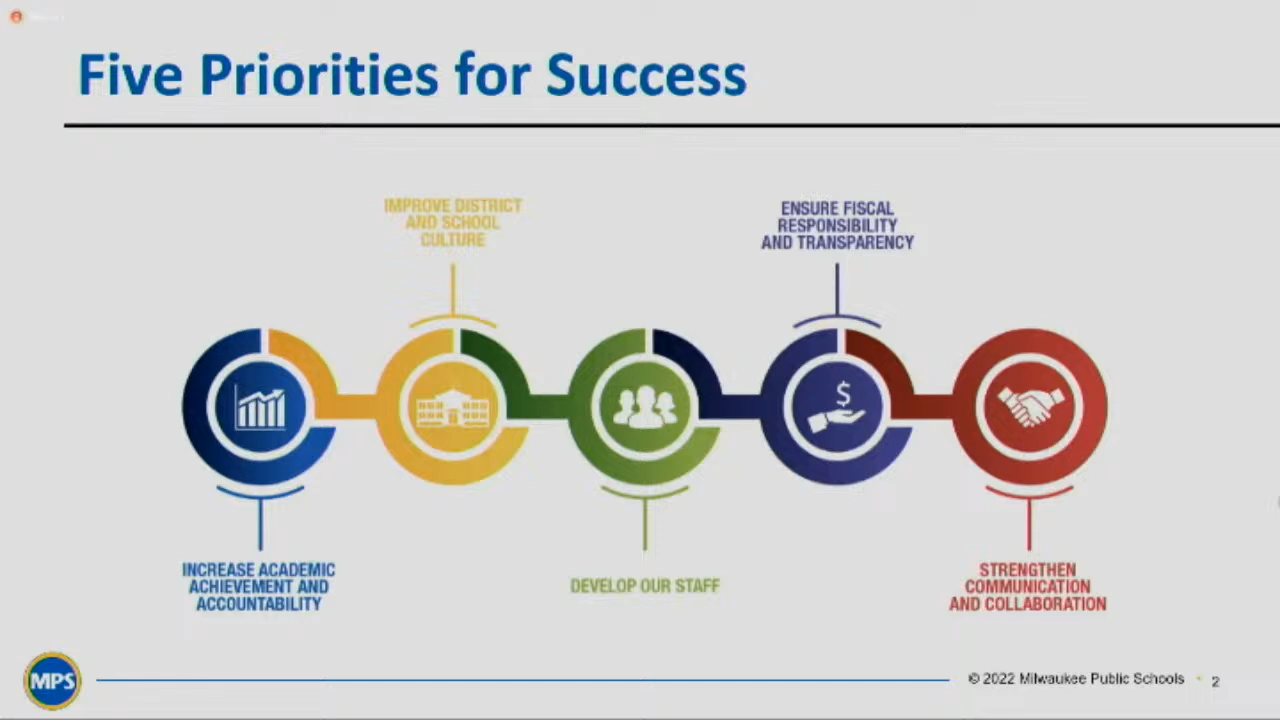 Five Priorities for Success
IMPROVE DISTRICT
AND SCHOOL
CULTURE
ENSURE FISCAL
RESPONSIBILITY
AND TRANSPARENCY
$
INCREASE ACADEMIC
ACHIEVEMENT AND
ACCOUNTABILITY
DEVELOP OUR STAFF
STRENGTHEN
COMMUNICATION
AND COLLABORATION
MPS
© 2022 Milwaukee Public Schools • 2